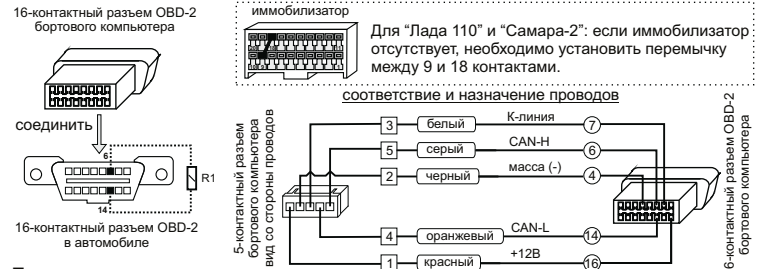 16-контактный разъем OBD-2
бортового компьютера
соединить
6
R1
14
16-контактный разъем OBD-2
в автомобиле
иммобилизатор
Для “Лада 110” и “Самара-2”: если иммобилизатор
отсутствует, необходимо установить перемычку
между 9 и 18 контактами.
соответствие и назначение проводов
5-контактный разъем
бортового компьютера
вид со стороны проводов
3 белый К-линия 7
5 серый CAN-H 6
2 черный масса (-) 4
4 оранжевый CAN-L 14
1 красный +12В 16
6-контактный разъем OBD-2
бортового компьютера